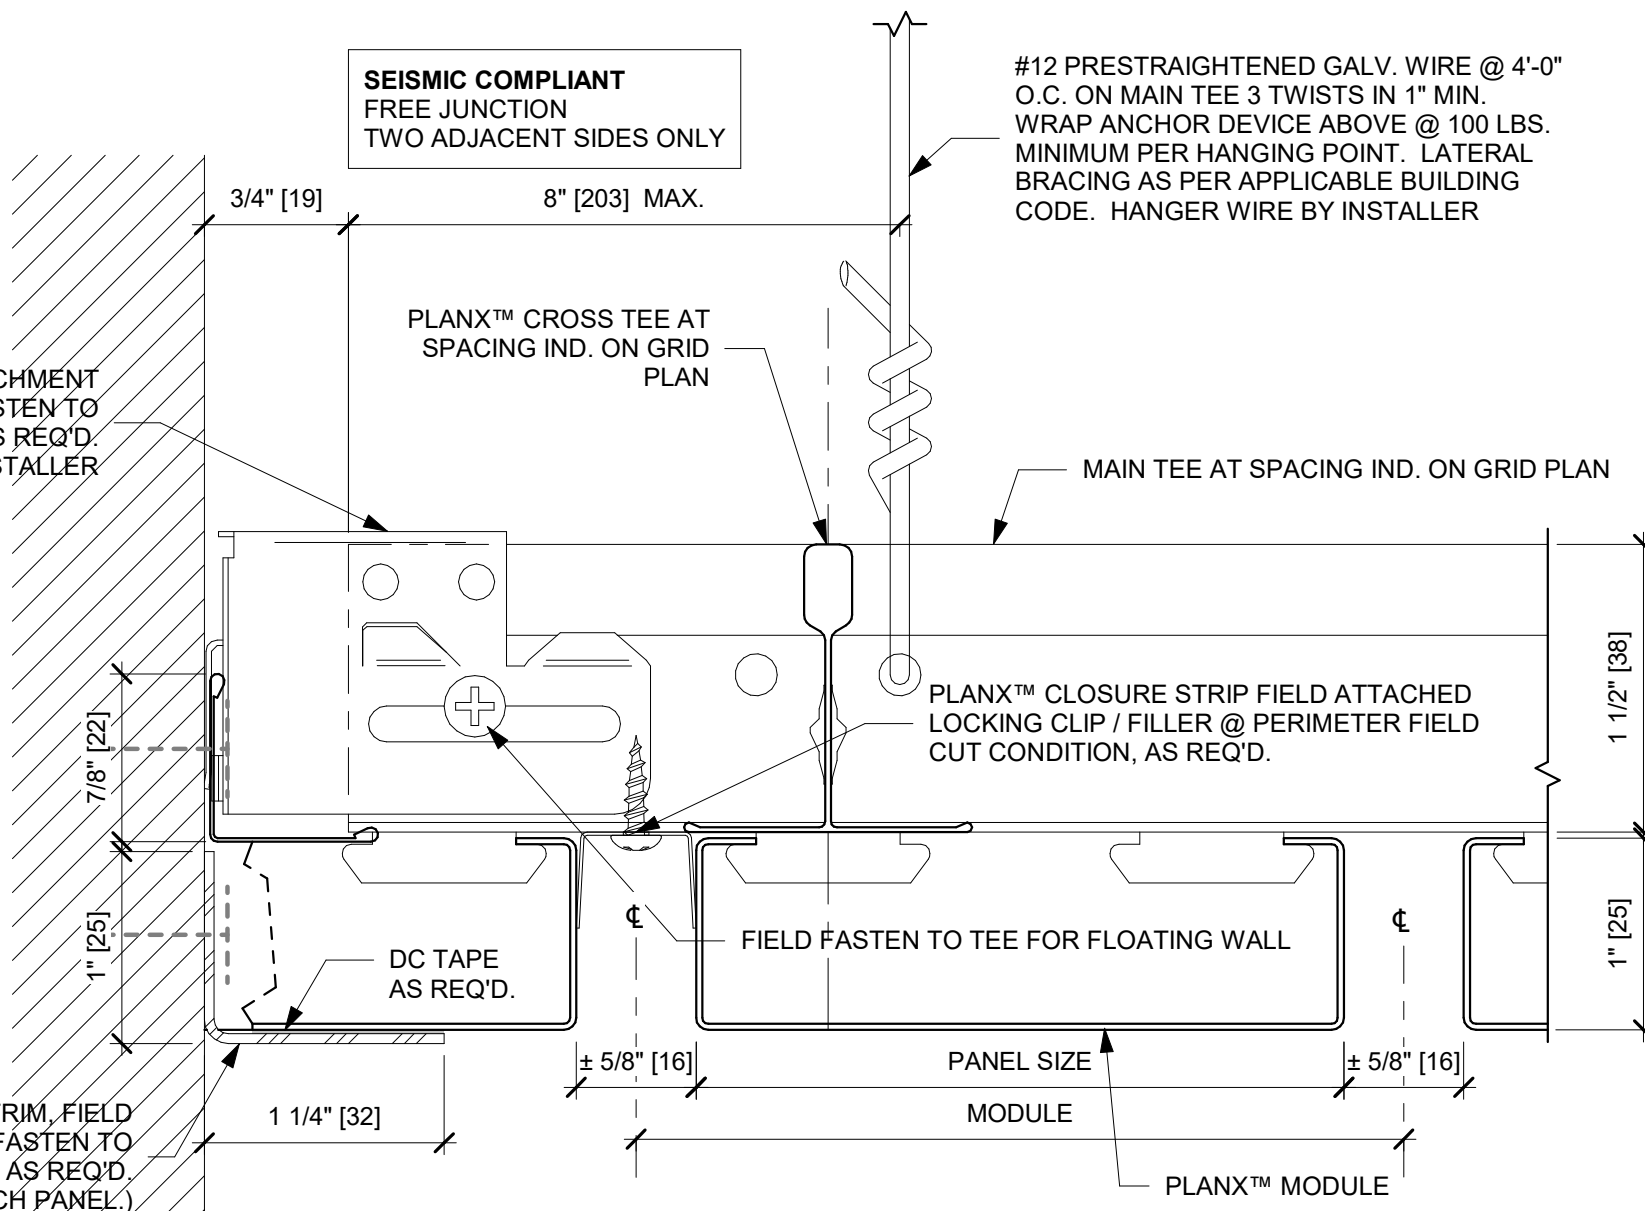 SEISMIC COMPLIANT
FREE JUNCTION
TWO ADJACENT SIDES ONLY
#12 PRESTRAIGHTENED GALV. WIRE @ 4'-0"
O.C. ON MAIN TEE 3 TWISTS IN 1" MIN.
WRAP ANCHOR DEVICE ABOVE @ 100 LBS.
MINIMUM PER HANGING POINT. LATERAL
BRACING AS PER APPLICABLE BUILDING
CODE. HANGER WIRE BY INSTALLER
3/4" [19]
8" [203] MAX.
PLANX™ CROSS TEE AT
SPACING IND. ON GRID
PLAN
CHMENT
STEN TO
S REQ'D.
STALLER
MAIN TEE AT SPACING IND. ON GRID PLAN
PLANX™ CLOSURE STRIP FIELD ATTACHED
LOCKING CLIP / FILLER @ PERIMETER FIELD
CUT CONDITION, AS REQ'D.
7/8" [22]
1 1/2" [38]
1" [25]
1" [25]
℄
℄
FIELD FASTEN TO TEE FOR FLOATING WALL
DC TAPE
AS REQ'D.
± 5/8" [16]
PANEL SIZE
± 5/8" [16]
MODULE
1 1/4" [32]
TRIM, FIELD
FASTEN TO
AS REQ'D.
CH PANEL.)
PLANX™ MODULE